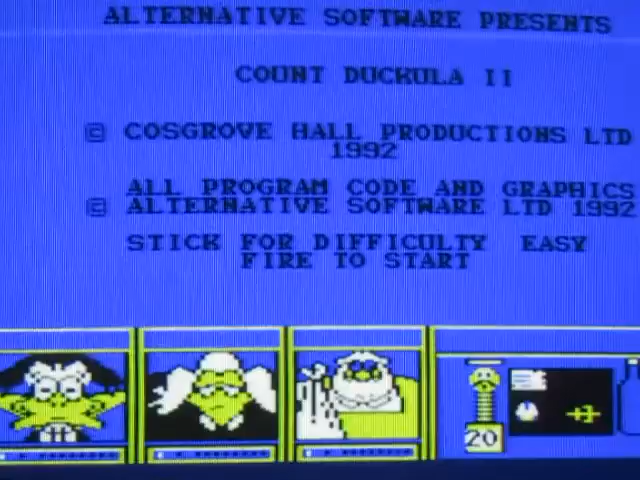 ALTERNATIVE SOFTWARE PRESENTS
COUNT DUCKULA II
© COSGROVE HALL PRODUCTIONS LTD
1992
ALL PROGRAM CODE AND GRAPHICS
© ALTERNATIVE SOFTWARE LTD 1992
STICK FOR DIFFICULTY EASY
FIRE TO START
20